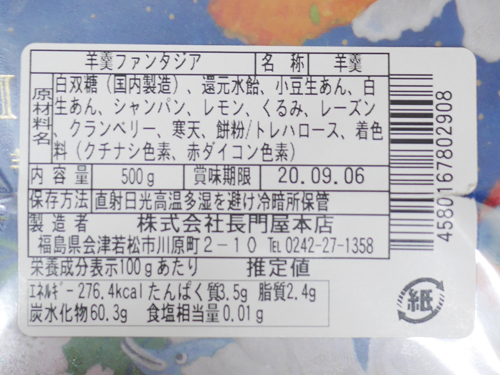 羊羹ファンタジア 名称 羊羹
原材料名 白双糖（国内製造）、還元水飴、小豆生あん、白
生あん、シャンパン、レモン、くるみ、レーズン
、クランベリー、寒天、餅粉/トレハロース、着色
料（クチナシ色素、赤ダイコン色素）
内容量 500g 賞味期限 20.09.06
保存方法 直射日光高温多湿を避け冷暗所保管
製造者 株式会社長門屋本店
福島県会津若松市川原町2－10 TEL 0242-27-1358
栄養成分表示100gあたり 推定値
ｴﾈﾙｷﾞｰ 276.4kcal たんぱく質3.5g 脂質2.4g
炭水化物60.3g 食塩相当量0.01g
4580167802908
紙